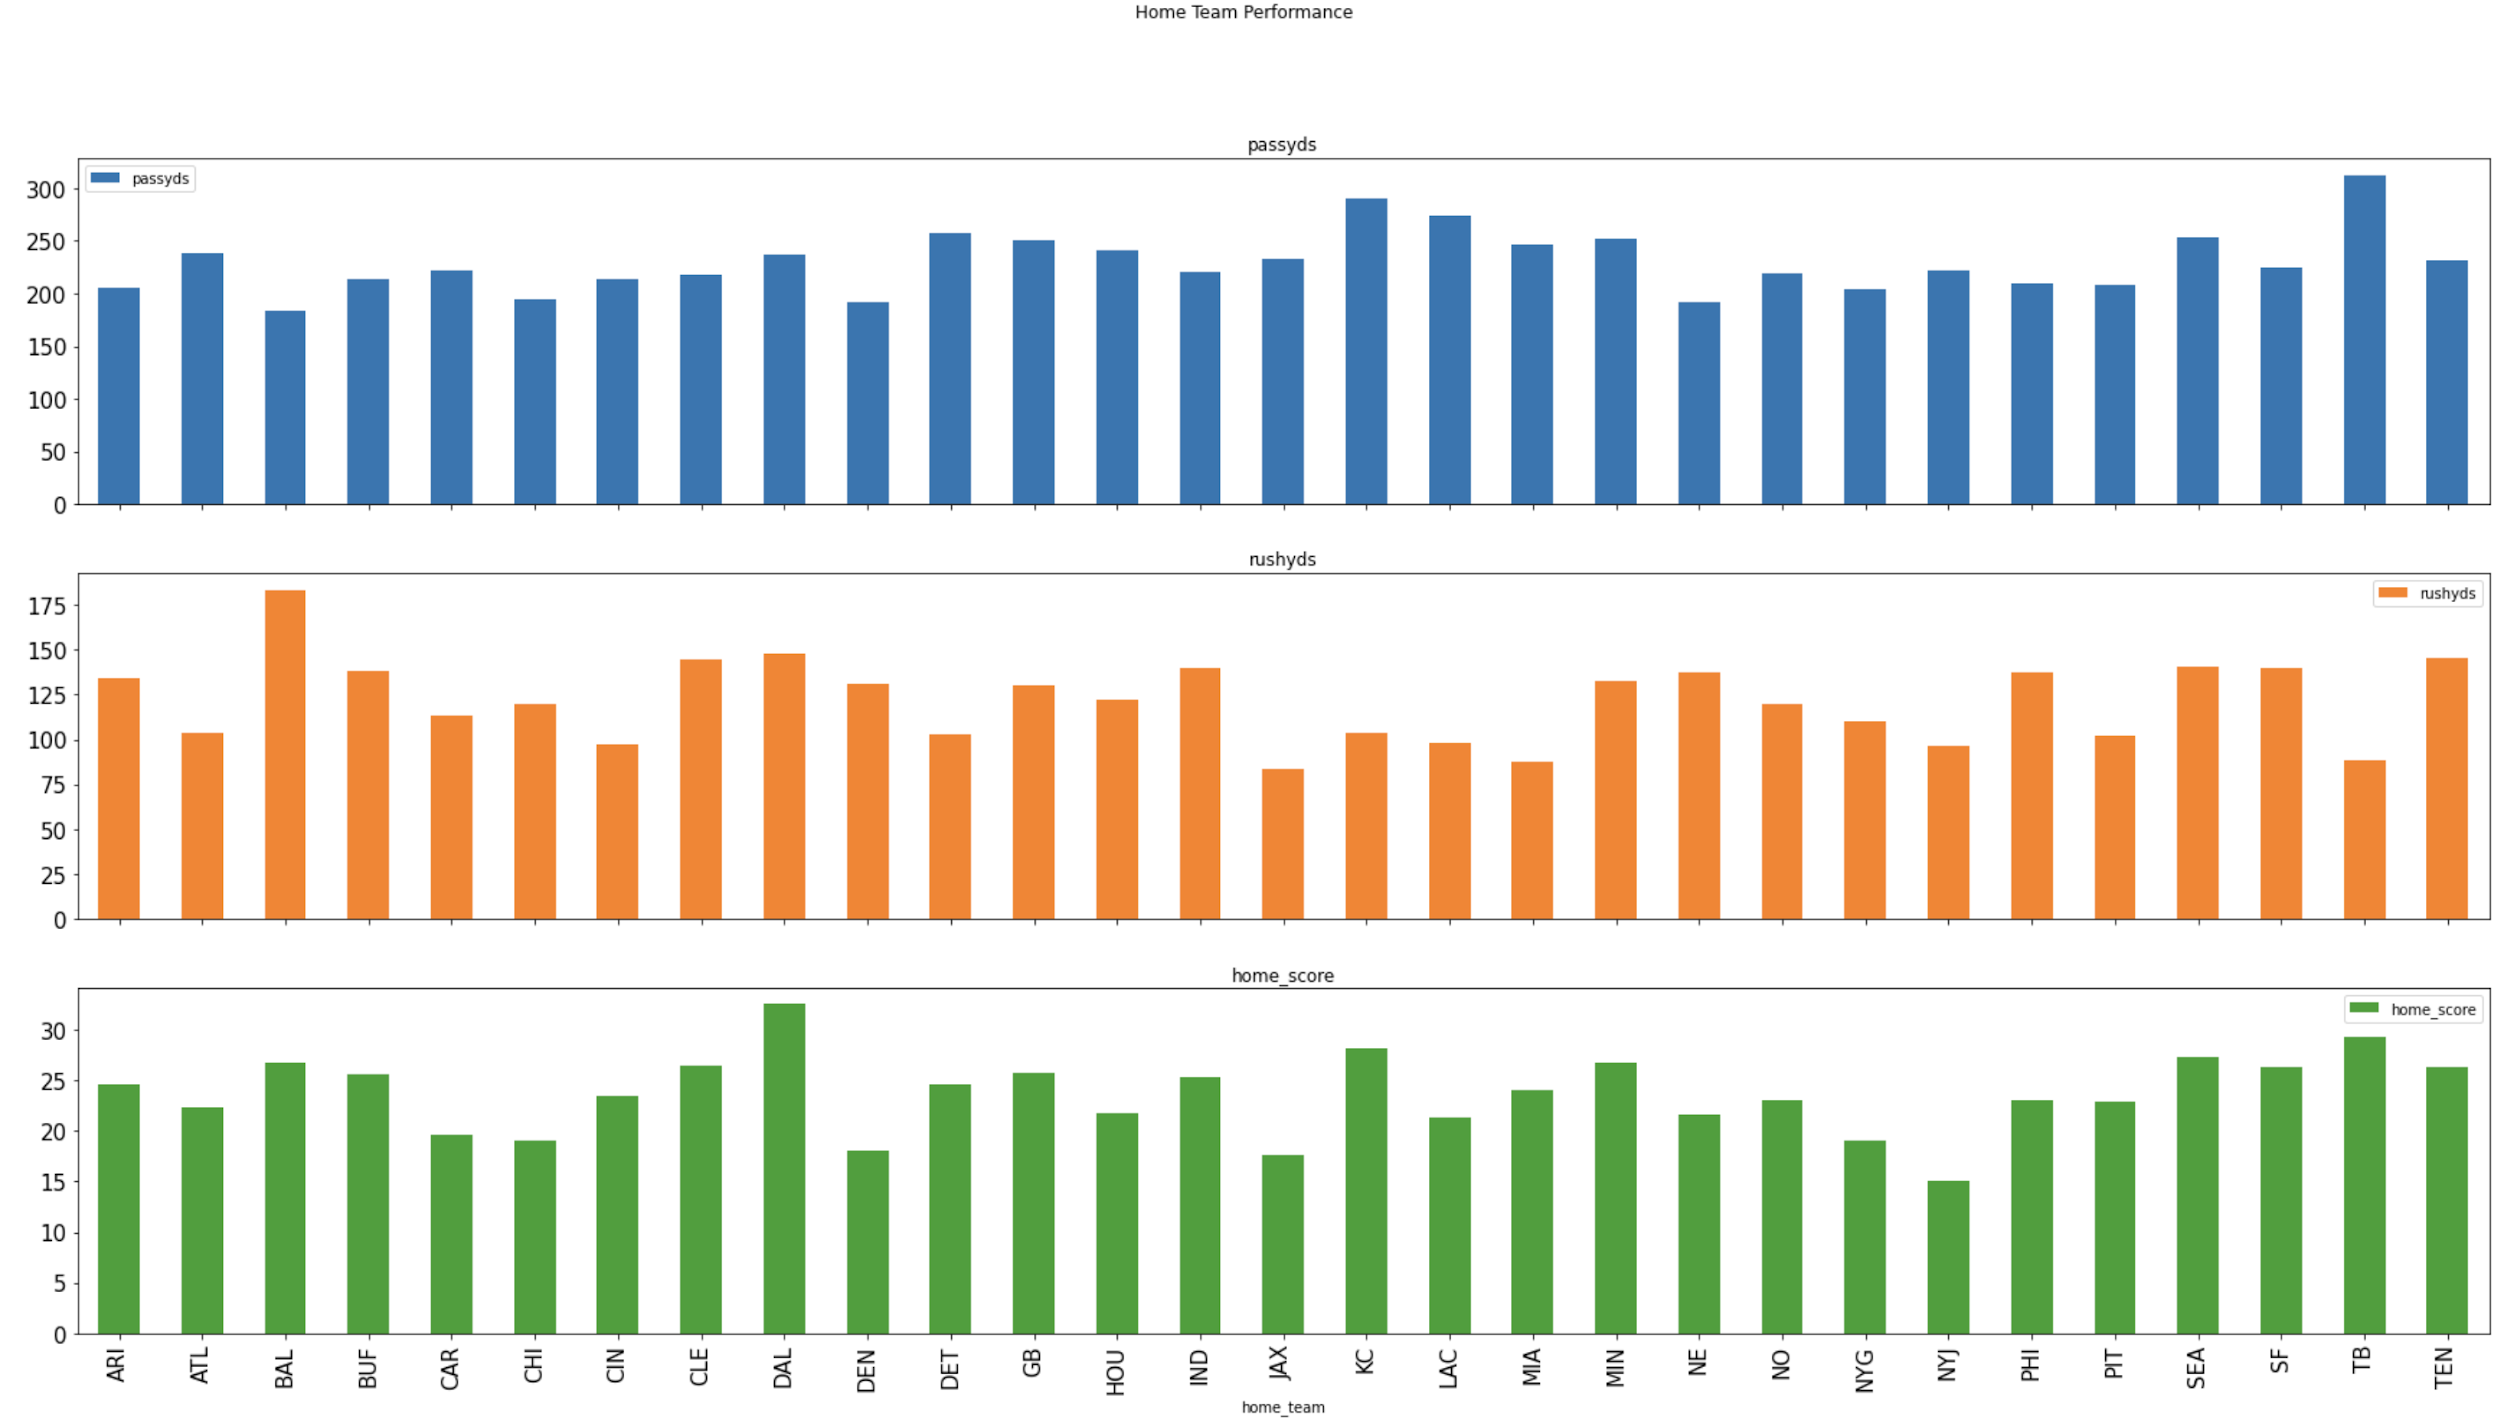 Home Team Performance
passyds
passyds
300
250
200
150
100
50
0
rushyds
rushyds
175
150
125
100
75
50
25
0
home_score
home_score
30
25
20
15
10
5
0
ARI ATL BAL BUF CAR CHI CIN CLE DAL DEN DET GB HOU IND JAX KC LAC MIA MIN NE NO NYG NYJ PHI PIT SEA SF TB TEN
home_team